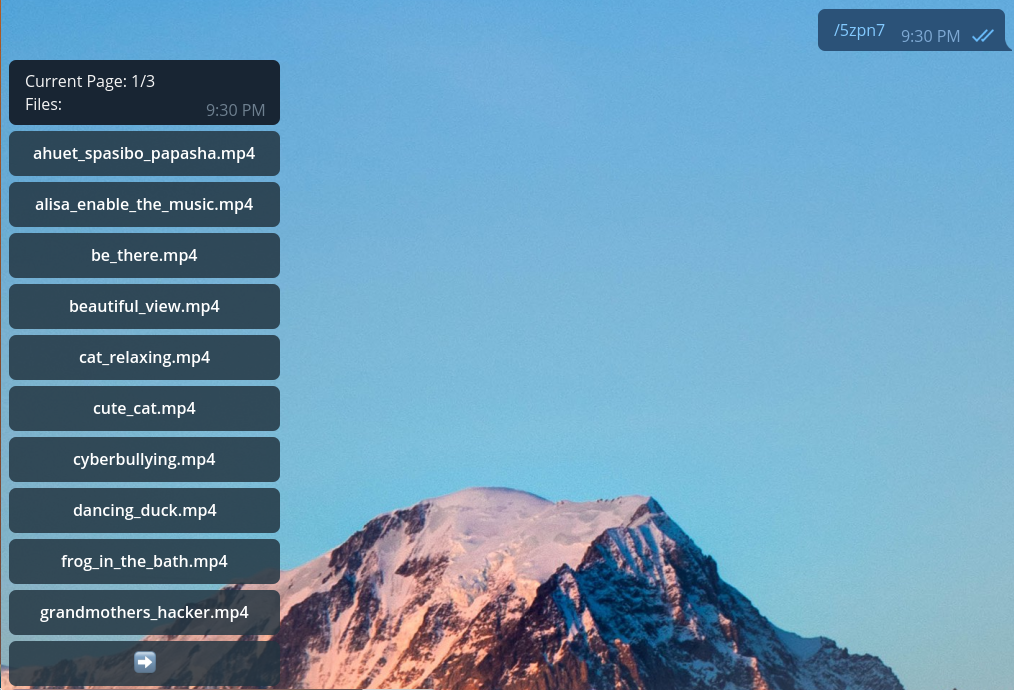 /5zpn7 9:30 PM
Current Page: 1/3
Files: 9:30 PM
ahuet_spasibo_papasha.mp4
alisa_enable_the_music.mp4
be_there.mp4
beautiful_view.mp4
cat_relaxing.mp4
cute_cat.mp4
cyberbullying.mp4
dancing_duck.mp4
frog_in_the_bath.mp4
grandmothers_hacker.mp4